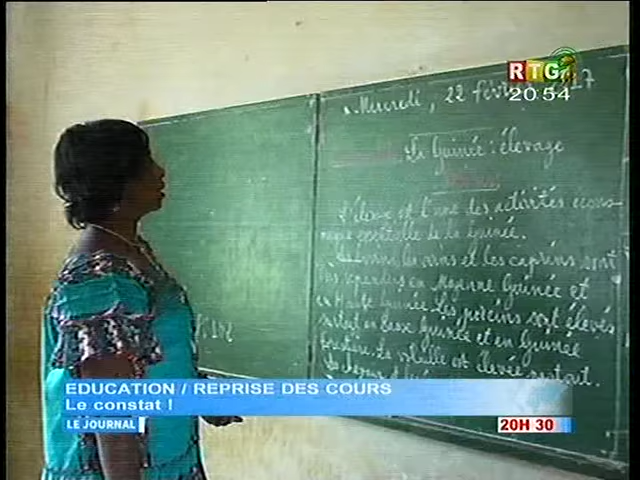 RTG
20:54
Mercredi, 22 février 2017
La Guinée : élevage
L'élevage est l'une des activités écono-
mique essentielle de la Guinée.
Les bovins, les ovins et les caprins sont
très répandus en Moyenne Guinée et
en Haute Guinée. Les porcins sont élevés
surtout en Basse Guinée et en Guinée
forestière. La volaille est élevée partout.
EDUCATION / REPRISE DES COURS
Le constat !
LE JOURNAL
20H 30